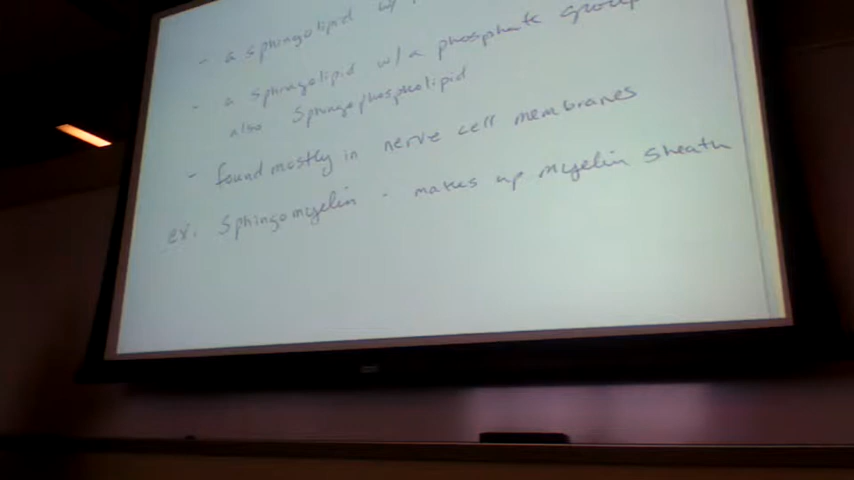 - a sphingolipid w/
- a sphingolipid w/ a phosphate group
also sphingophospholipid
- found mostly in nerve cell membranes
ex. Sphingomyelin - makes up myelin sheath